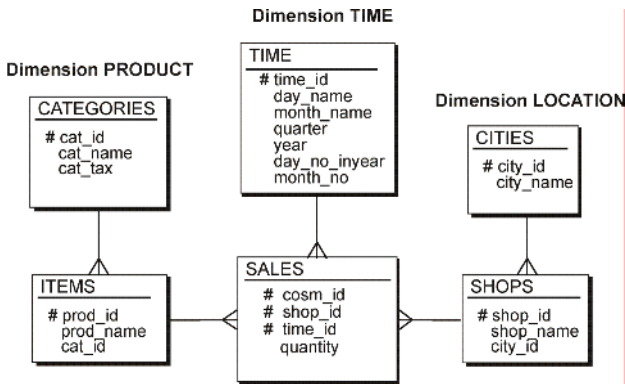 Dimension TIME
TIME
# time_id
day_name
month_name
quarter
year
day_no_inyear
month_no
Dimension PRODUCT
CATEGORIES
# cat_id
cat_name
cat_tax
Dimension LOCATION
CITIES
# city_id
city_name
ITEMS
# prod_id
prod_name
cat_id
SALES
# cosm_id
# shop_id
# time_id
quantity
SHOPS
# shop_id
shop_name
city_id